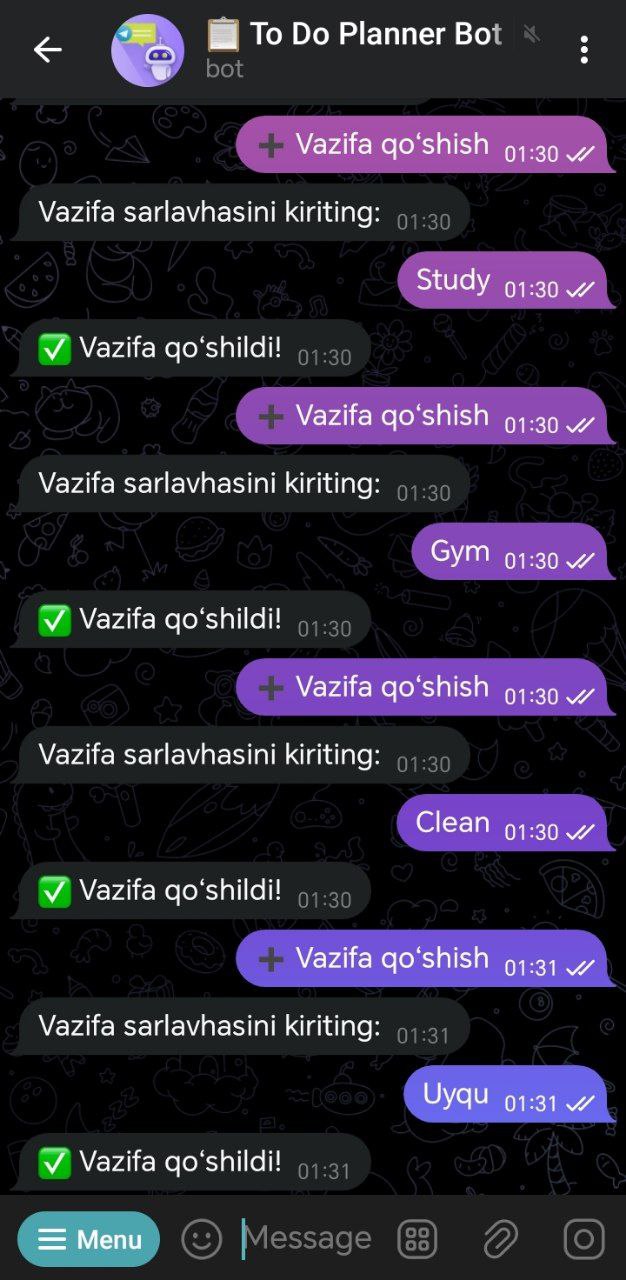 📋 To Do Planner Bot
bot
➕ Vazifa qo‘shish 01:30
Vazifa sarlavhasini kiriting: 01:30
Study 01:30
✅ Vazifa qo‘shildi! 01:30
➕ Vazifa qo‘shish 01:30
Vazifa sarlavhasini kiriting: 01:30
Gym 01:30
✅ Vazifa qo‘shildi! 01:30
➕ Vazifa qo‘shish 01:30
Vazifa sarlavhasini kiriting: 01:30
Clean 01:30
✅ Vazifa qo‘shildi! 01:30
➕ Vazifa qo‘shish 01:31
Vazifa sarlavhasini kiriting: 01:31
Uyqu 01:31
✅ Vazifa qo‘shildi! 01:31
Menu Message